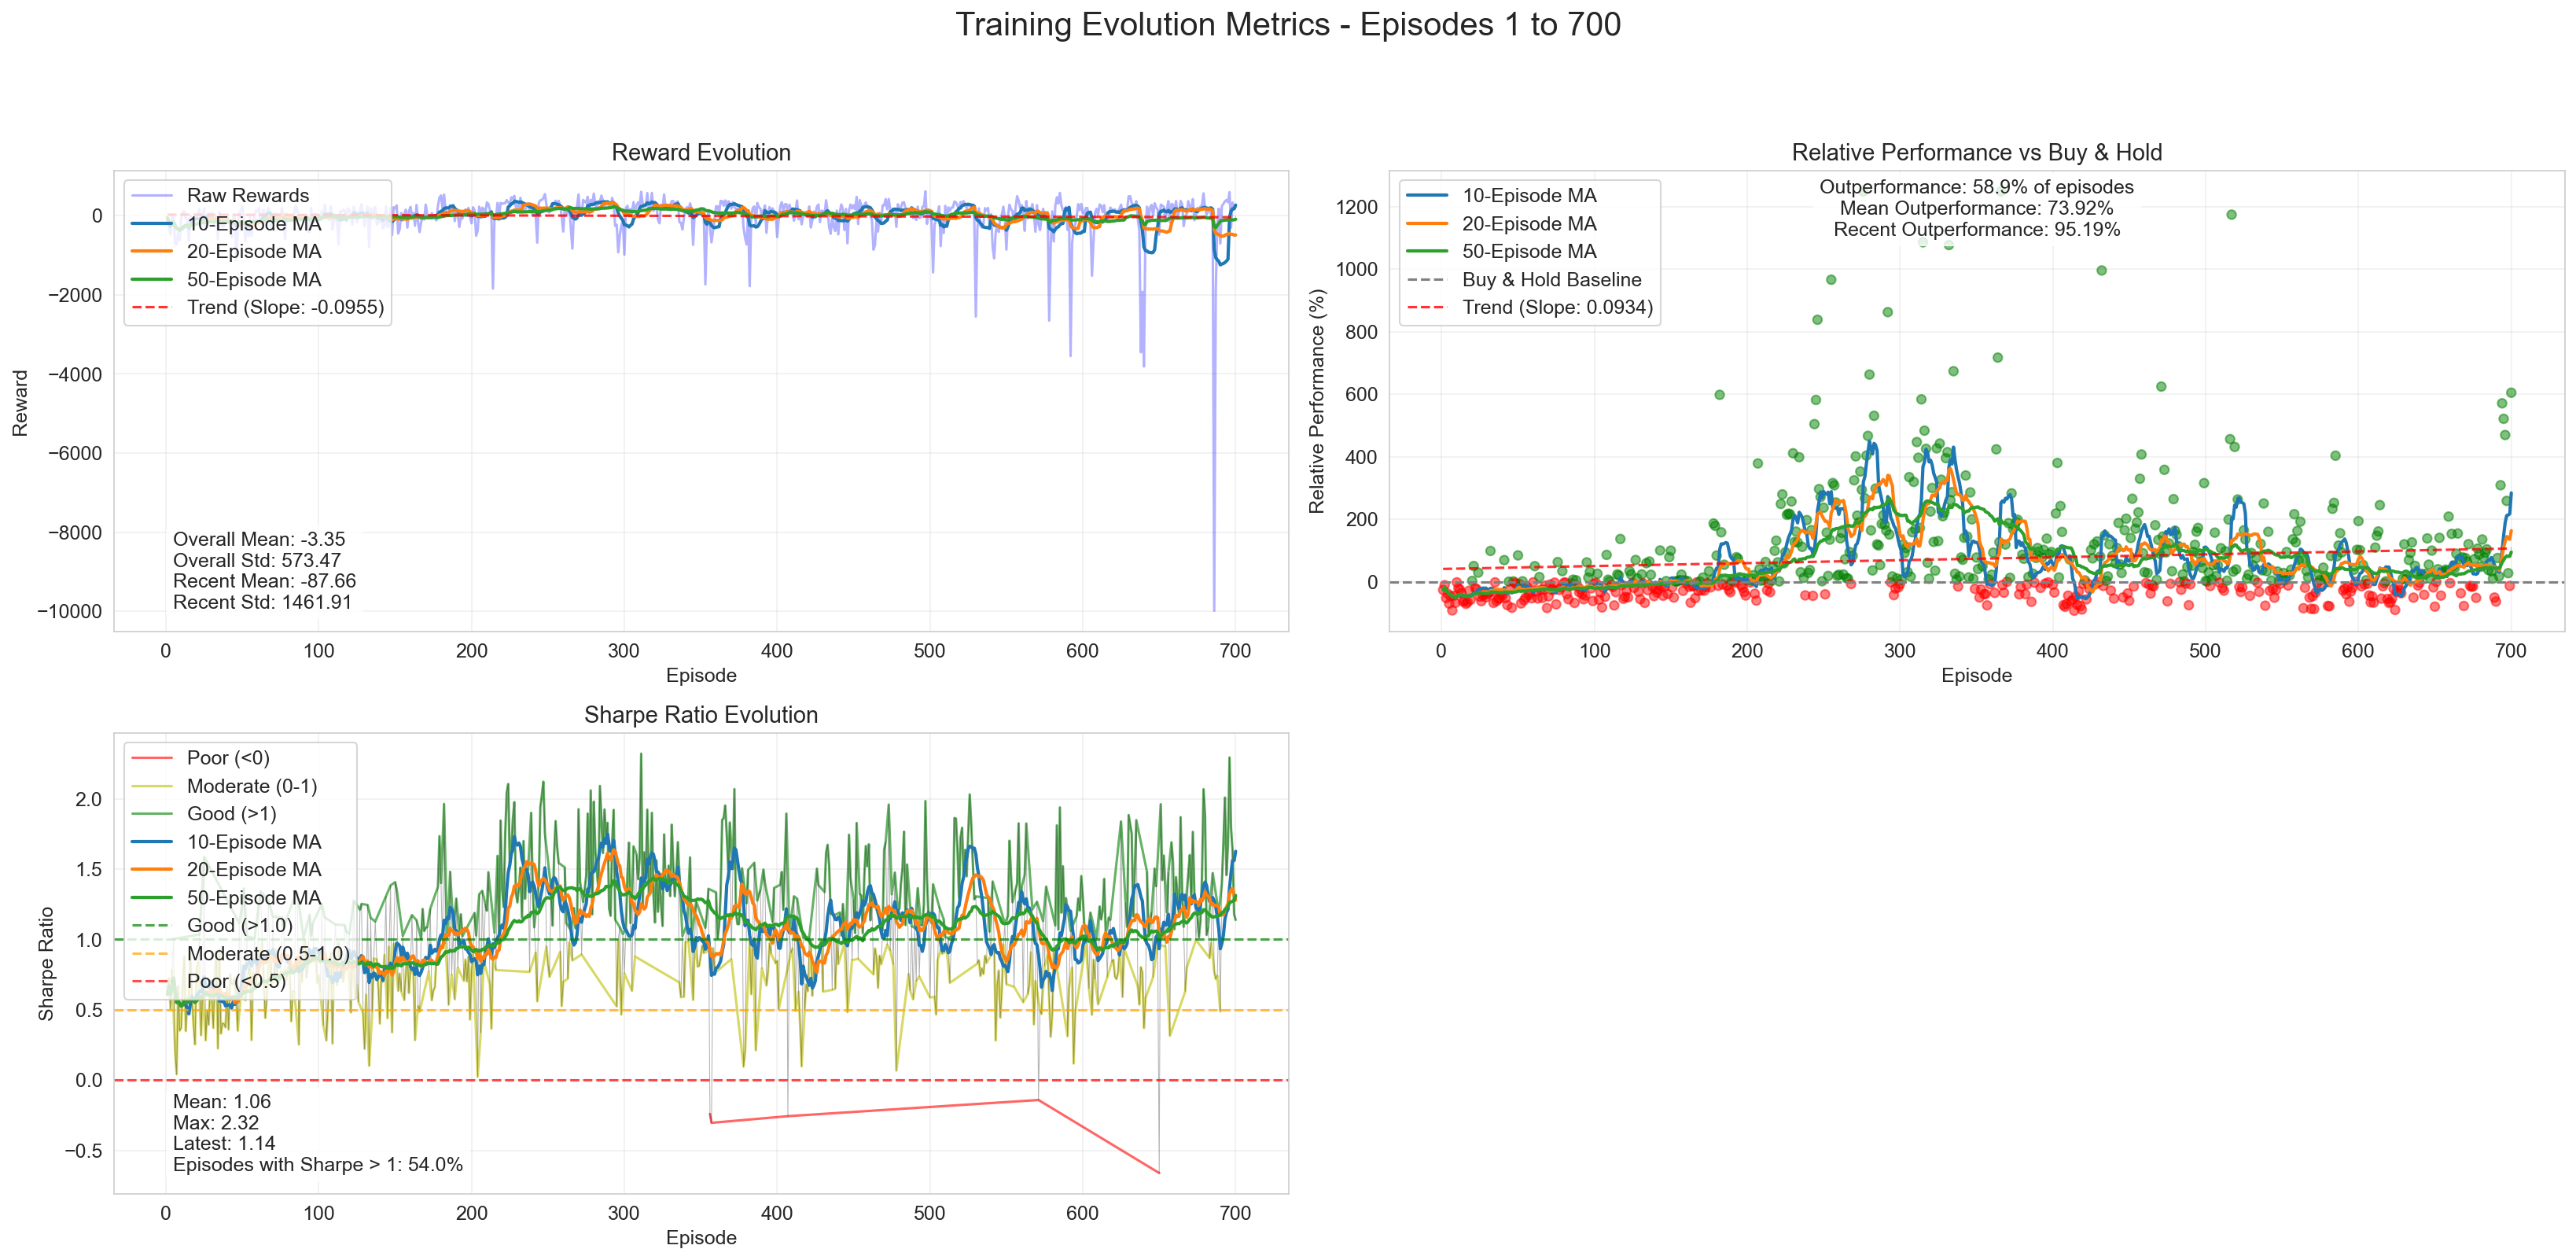 Training Evolution Metrics - Episodes 1 to 700
Reward Evolution
Raw Rewards
10-Episode MA
20-Episode MA
50-Episode MA
Trend (Slope: -0.0955)
0
−2000
−4000
−6000
−8000
−10000
Reward
Overall Mean: -3.35
Overall Std: 573.47
Recent Mean: -87.66
Recent Std: 1461.91
0 100 200 300 400 500 600 700
Episode
Relative Performance vs Buy & Hold
10-Episode MA
20-Episode MA
50-Episode MA
Buy & Hold Baseline
Trend (Slope: 0.0934)
Outperformance: 58.9% of episodes
Mean Outperformance: 73.92%
Recent Outperformance: 95.19%
1200
1000
800
600
400
200
0
Relative Performance (%)
0 100 200 300 400 500 600 700
Episode
Sharpe Ratio Evolution
Poor (<0)
Moderate (0-1)
Good (>1)
10-Episode MA
20-Episode MA
50-Episode MA
Good (>1.0)
Moderate (0.5-1.0)
Poor (<0.5)
2.0
1.5
1.0
0.5
0.0
−0.5
Sharpe Ratio
Mean: 1.06
Max: 2.32
Latest: 1.14
Episodes with Sharpe > 1: 54.0%
0 100 200 300 400 500 600 700
Episode